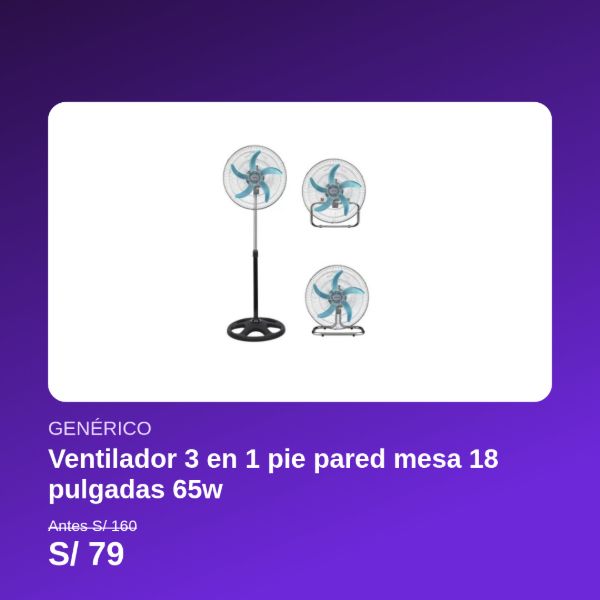 GENÉRICO
Ventilador 3 en 1 pie pared mesa 18
pulgadas 65w
Antes S/ 160
S/ 79